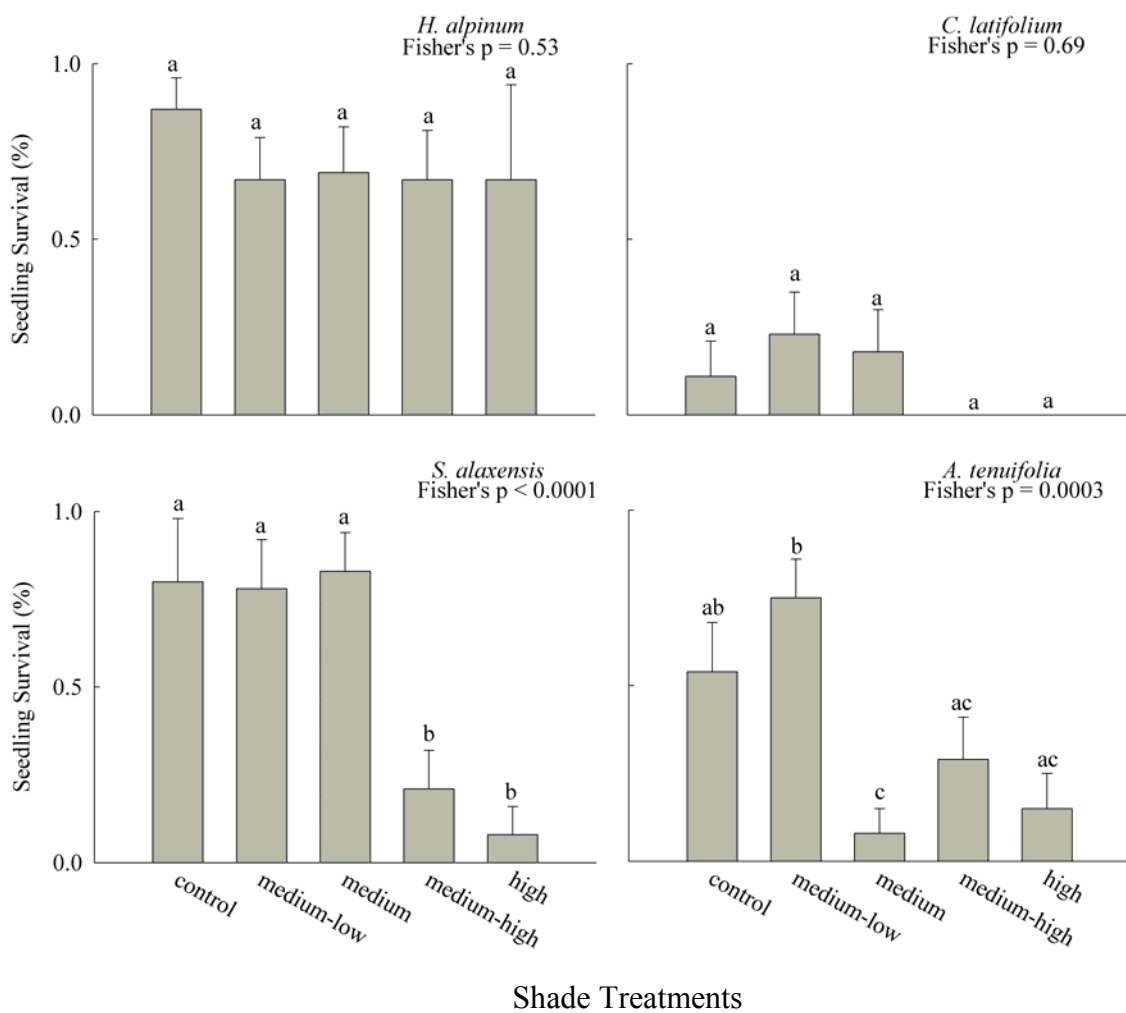 H. alpinum
Fisher's p = 0.53
C. latifolium
Fisher's p = 0.69
Seedling Survival (%)
1.0
0.5
0.0
a
a
a
a
a
a
a
a
a
a
S. alaxensis
Fisher's p < 0.0001
A. tenuifolia
Fisher's p = 0.0003
Seedling Survival (%)
1.0
0.5
0.0
a
a
a
b
b
ab
b
c
ac
ac
control
medium-low
medium
medium-high
high
control
medium-low
medium
medium-high
high
Shade Treatments